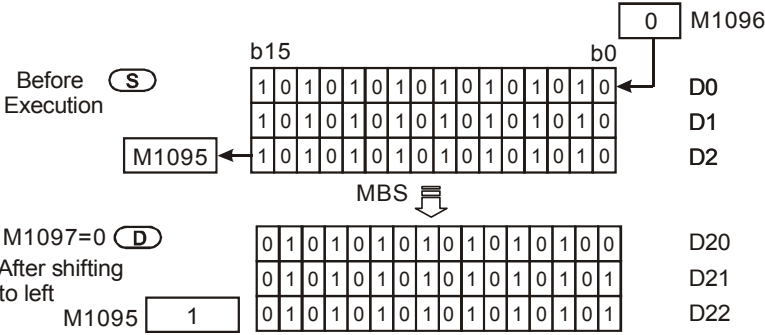 0 M1096
b15 b0
Before S 1 0 1 0 1 0 1 0 1 0 1 0 1 0 1 0 D0
Execution 1 0 1 0 1 0 1 0 1 0 1 0 1 0 1 0 D1
M1095 1 0 1 0 1 0 1 0 1 0 1 0 1 0 1 0 D2
MBS
M1097=0 D 0 1 0 1 0 1 0 1 0 1 0 1 0 1 0 0 D20
After shifting 0 1 0 1 0 1 0 1 0 1 0 1 0 1 0 1 D21
to left
M1095 1 0 1 0 1 0 1 0 1 0 1 0 1 0 1 0 1 D22